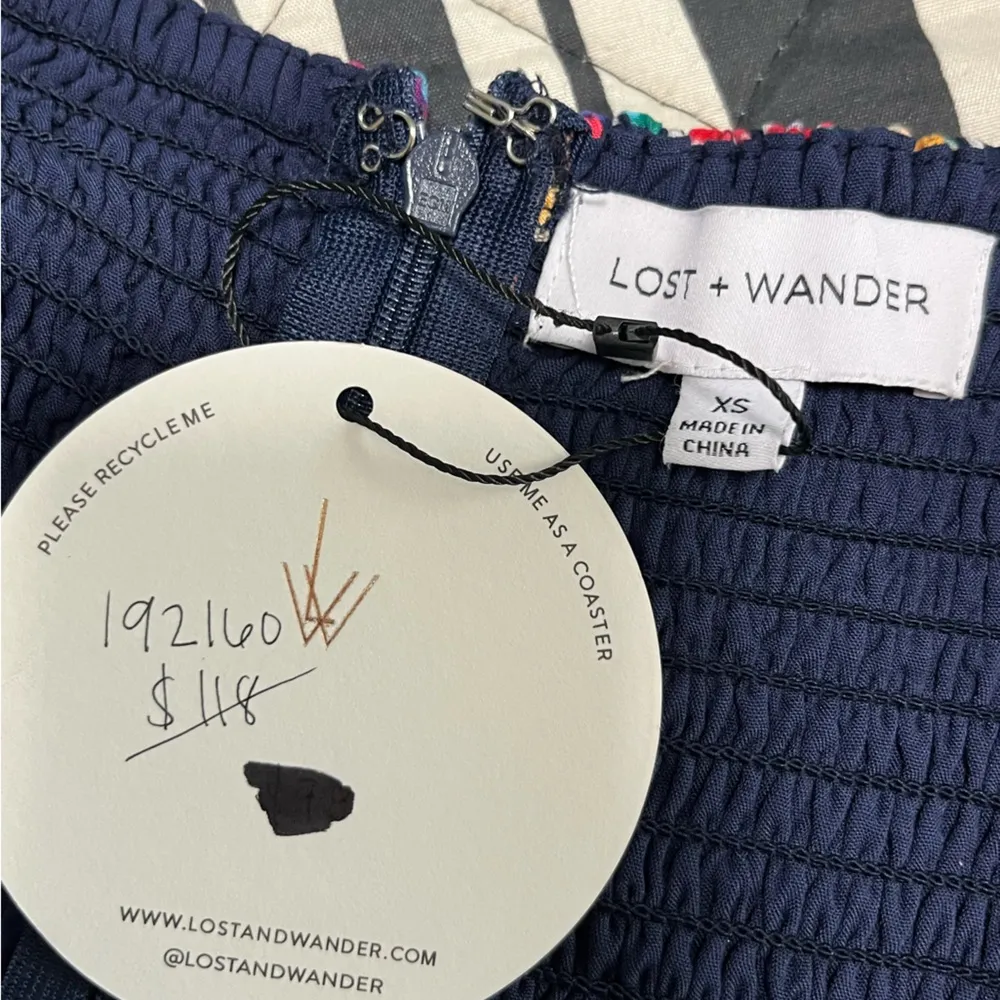 LOST + WANDER
XS
MADE IN
CHINA
PLEASE RECYCLE ME
USE ME AS A COASTER
192160
$118
WWW.LOSTANDWANDER.COM
@LOSTANDWANDER